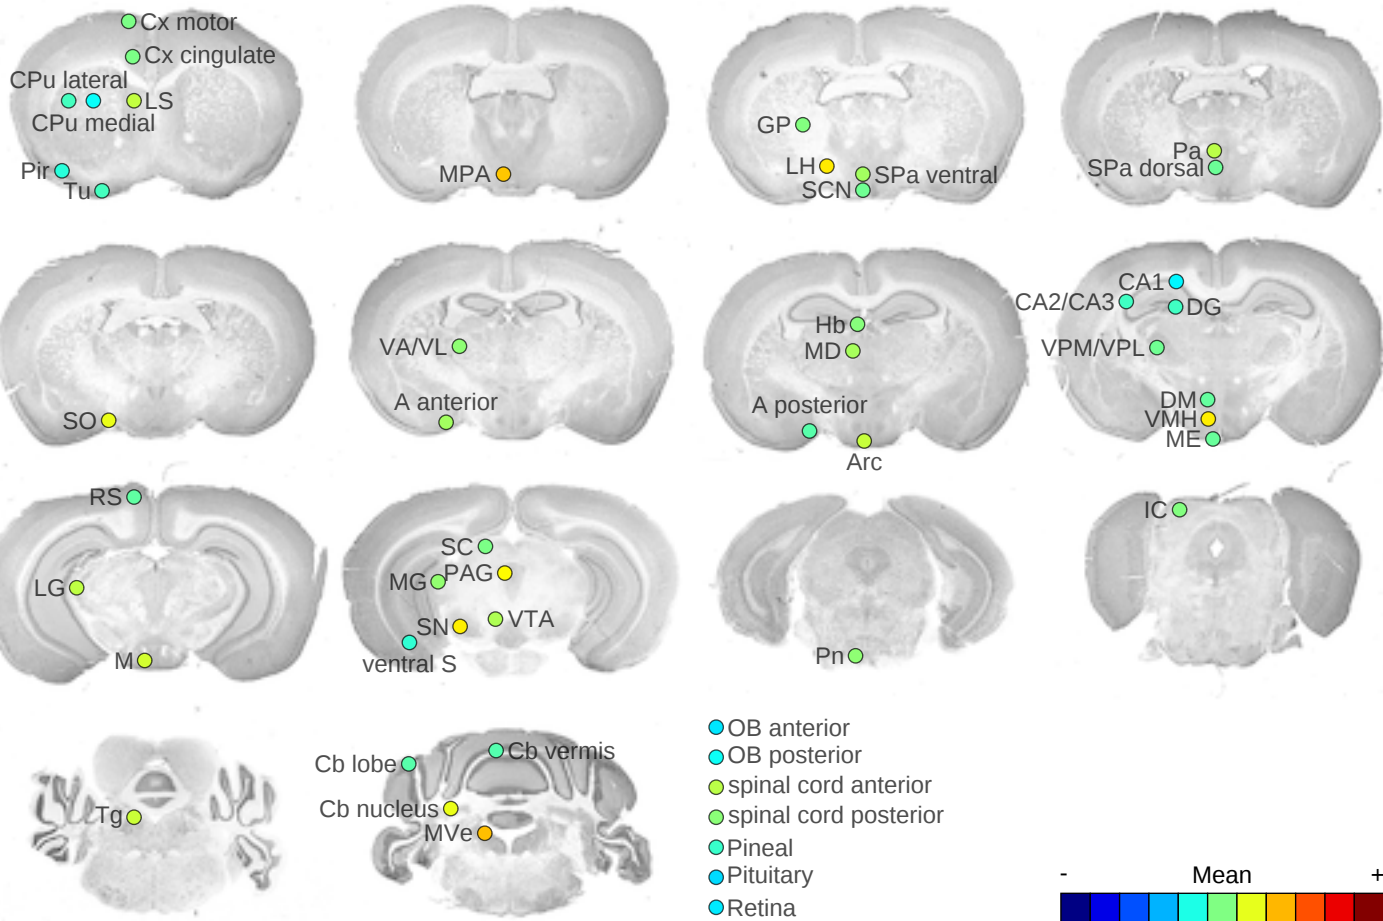 Cx motor
Cx cingulate
CPu lateral
LS
CPu medial
Pir
Tu
MPA
GP
LH
SPa ventral
SCN
Pa
SPa dorsal
SO
VA/VL
A anterior
Hb
MD
A posterior
Arc
CA1
CA2/CA3
DG
VPM/VPL
DM
VMH
ME
RS
LG
M
SC
MG
PAG
SN
VTA
ventral S
Pn
IC
Tg
Cb lobe
Cb vermis
Cb nucleus
MVe
OB anterior
OB posterior
spinal cord anterior
spinal cord posterior
Pineal
Pituitary
Retina
- Mean +